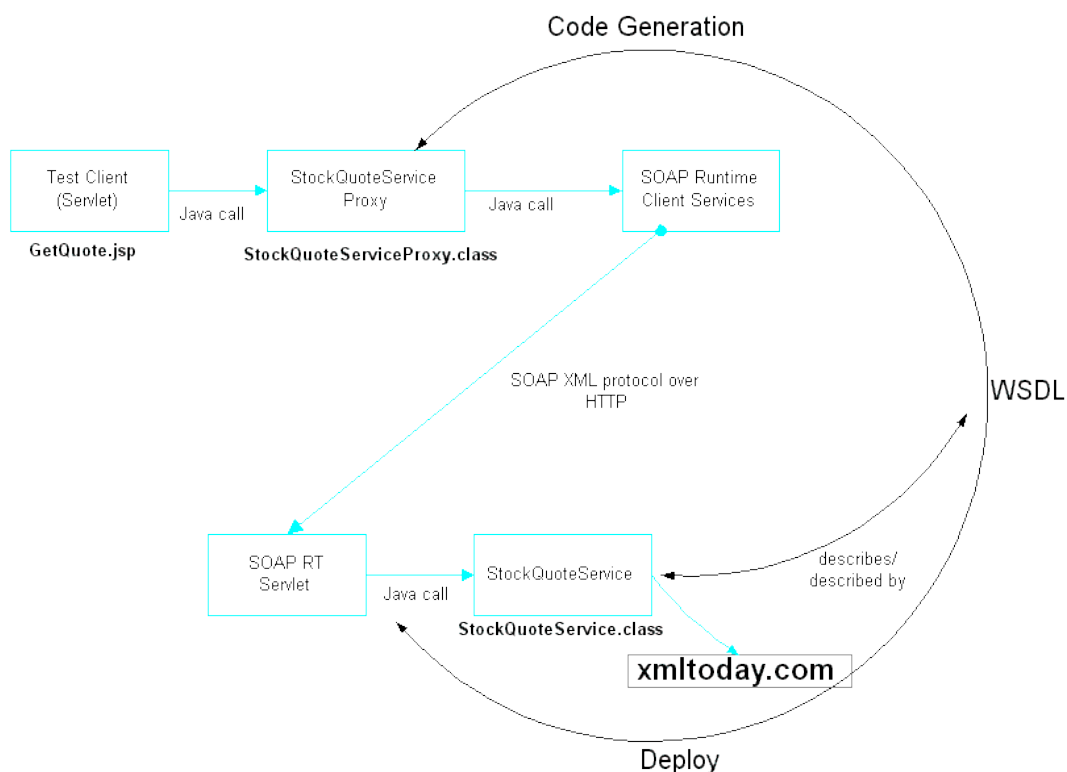 Code Generation
Test Client
(Servlet)
Java call
StockQuoteService
Proxy
Java call
SOAP Runtime
Client Services
GetQuote.jsp
StockQuoteServiceProxy.class
SOAP XML protocol over
HTTP
WSDL
SOAP RT
Servlet
Java call
StockQuoteService
describes/
described by
StockQuoteService.class
xmltoday.com
Deploy